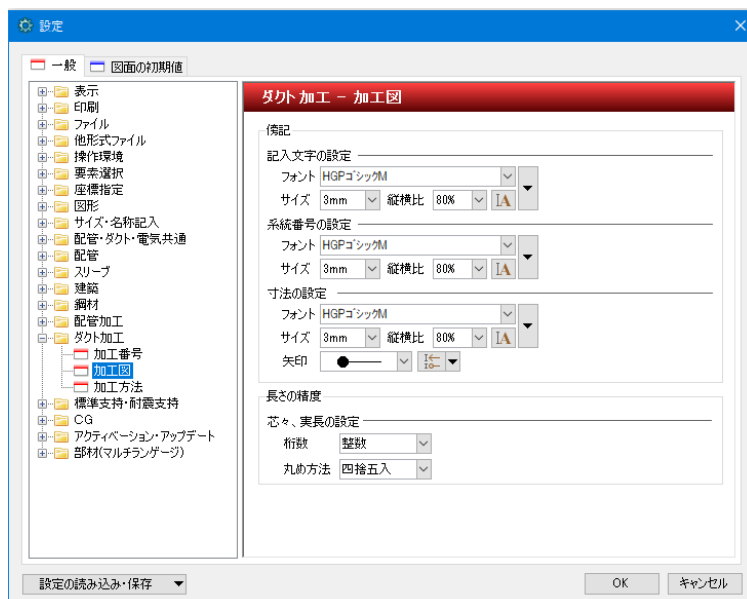 設定
一般 図面の初期値
表示
印刷
ファイル
他形式ファイル
操作環境
要素選択
座標指定
図形
サイズ・名称記入
配管・ダクト・電気共通
配管
スリーブ
建築
鋼材
配管加工
ダクト加工
加工番号
加工図
加工方法
標準支持・耐震支持
CG
アクティベーション・アップデート
部材(マルチランゲージ)
ダクト加工 - 加工図
傍記
記入文字の設定
フォント HGPゴシックM
サイズ 3mm 縦横比 80% IA
系統番号の設定
フォント HGPゴシックM
サイズ 3mm 縦横比 80% IA
寸法の設定
フォント HGPゴシックM
サイズ 3mm 縦横比 80% IA
矢印
長さの精度
芯々、実長の設定
桁数 整数
丸め方法 四捨五入
設定の読み込み・保存 OK キャンセル